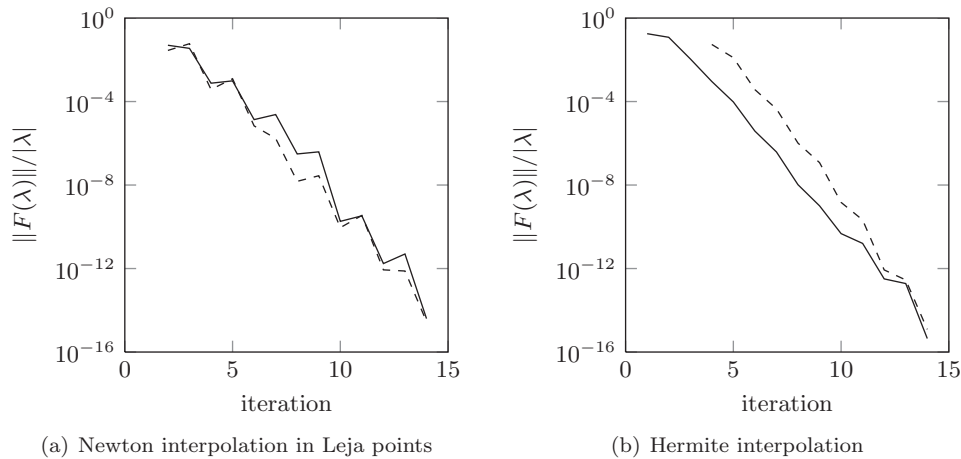 10^0
10^−4
10^−8
10^−12
10^−16
||F(λ)||/|λ|
0 5 10 15
iteration
(a) Newton interpolation in Leja points
10^0
10^−4
10^−8
10^−12
10^−16
||F(λ)||/|λ|
0 5 10 15
iteration
(b) Hermite interpolation